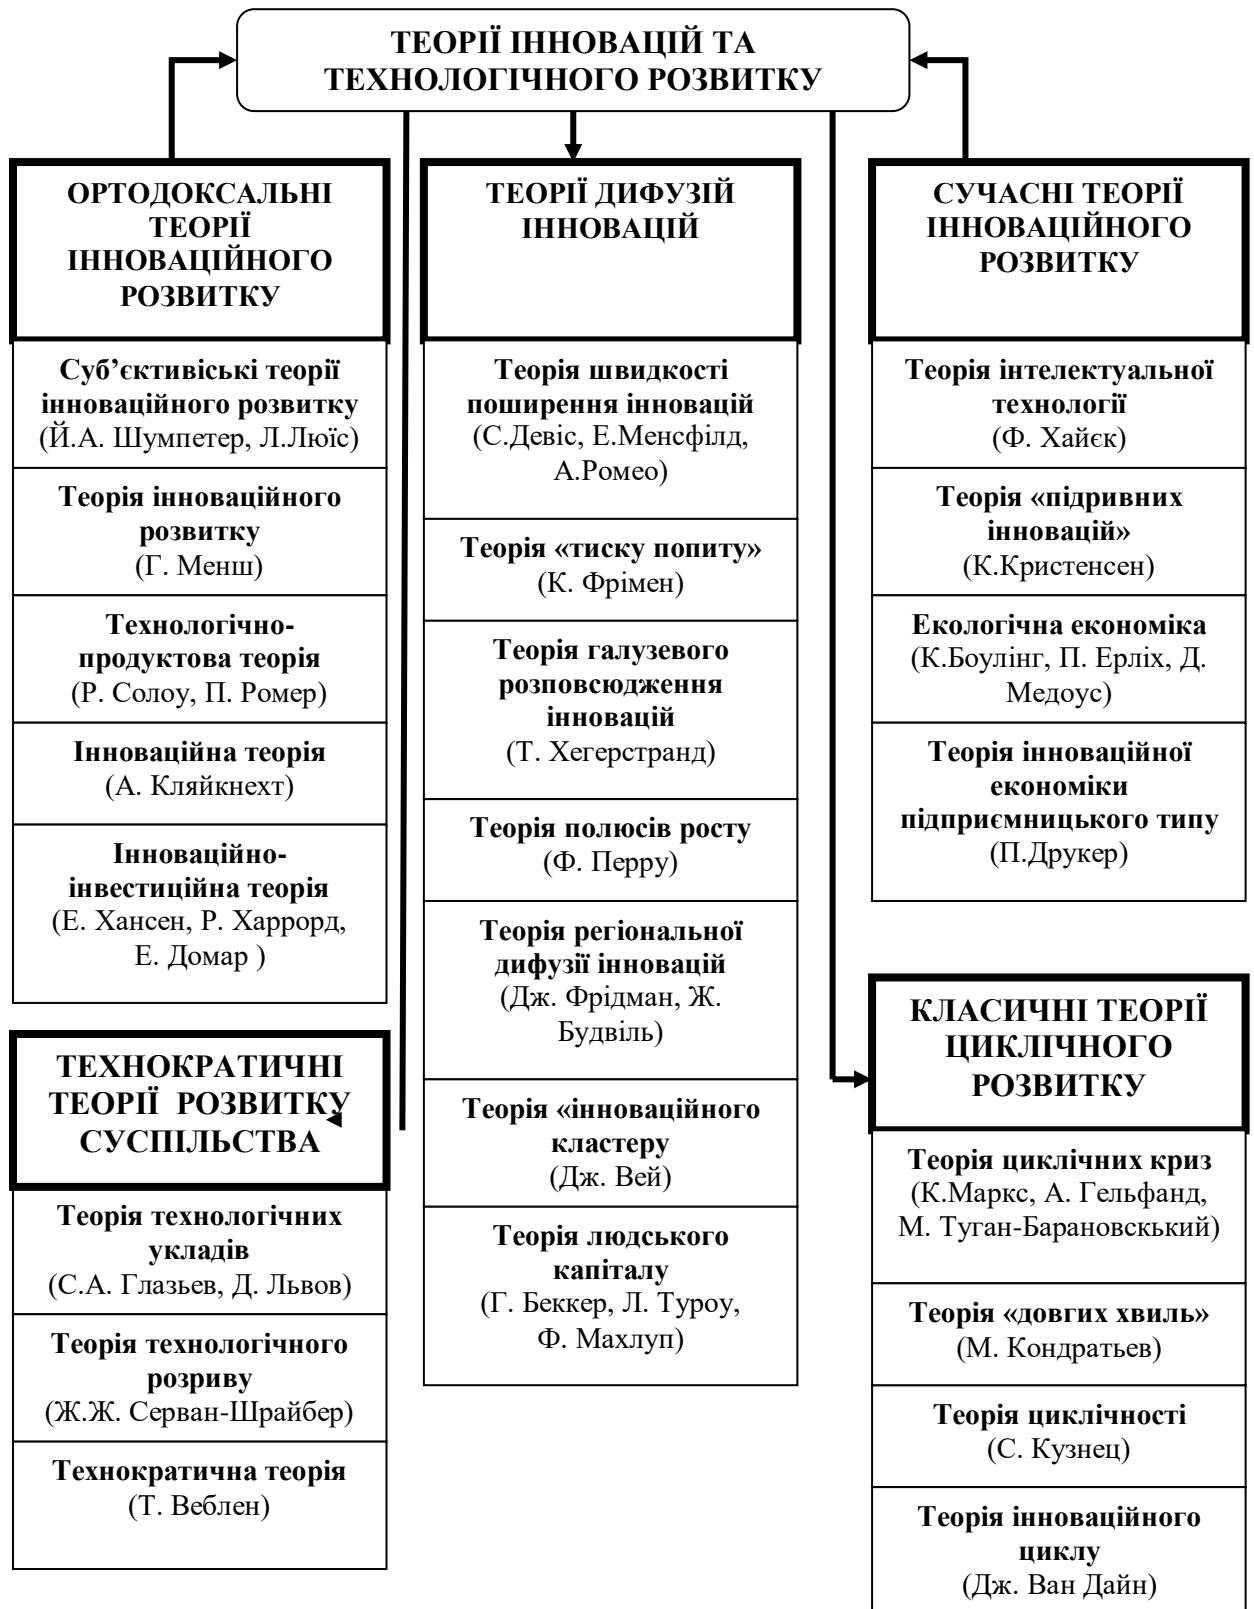 ТЕОРІЇ ІННОВАЦІЙ ТА
ТЕХНОЛОГІЧНОГО РОЗВИТКУ
ОРТОДОКСАЛЬНІ
ТЕОРІЇ
ІННОВАЦІЙНОГО
РОЗВИТКУ
Суб’єктивіські теорії
інноваційного розвитку
(Й.А. Шумпетер, Л.Люїс)
Теорія інноваційного
розвитку
(Г. Менш)
Технологічно-
продуктова теорія
(Р. Солоу, П. Ромер)
Інноваційна теорія
(А. Кляйкнехт)
Інноваційно-
інвестиційна теорія
(Е. Хансен, Р. Харрорд,
Е. Домар )
ТЕХНОКРАТИЧНІ
ТЕОРІЇ РОЗВИТКУ
СУСПІЛЬСТВА
Теорія технологічних
укладів
(С.А. Глазьев, Д. Львов)
Теорія технологічного
розриву
(Ж.Ж. Серван-Шрайбер)
Технократична теорія
(Т. Веблен)
ТЕОРІЇ ДИФУЗІЙ
ІННОВАЦІЙ
Теорія швидкості
поширення інновацій
(С.Девіс, Е.Менсфілд,
А.Ромео)
Теорія «тиску попиту»
(К. Фрімен)
Теорія галузевого
розповсюдження
інновацій
(Т. Хегерстранд)
Теорія полюсів росту
(Ф. Перру)
Теорія регіональної
дифузії інновацій
(Дж. Фрідман, Ж.
Будвіль)
Теорія «інноваційного
кластеру
(Дж. Вей)
Теорія людського
капіталу
(Г. Беккер, Л. Туроу,
Ф. Махлуп)
СУЧАСНІ ТЕОРІЇ
ІННОВАЦІЙНОГО
РОЗВИТКУ
Теорія інтелектуальної
технології
(Ф. Хайєк)
Теорія «підривних
інновацій»
(К.Кристенсен)
Екологічна економіка
(К.Боулінг, П. Ерліх, Д.
Медоус)
Теорія інноваційної
економіки
підприємницького типу
(П.Друкер)
КЛАСИЧНІ ТЕОРІЇ
ЦИКЛІЧНОГО
РОЗВИТКУ
Теорія циклічних криз
(К.Маркс, А. Гельфанд,
М. Туган-Барановскький)
Теорія «довгих хвиль»
(М. Кондратьев)
Теорія циклічності
(С. Кузнец)
Теорія інноваційного
циклу
(Дж. Ван Дайн)